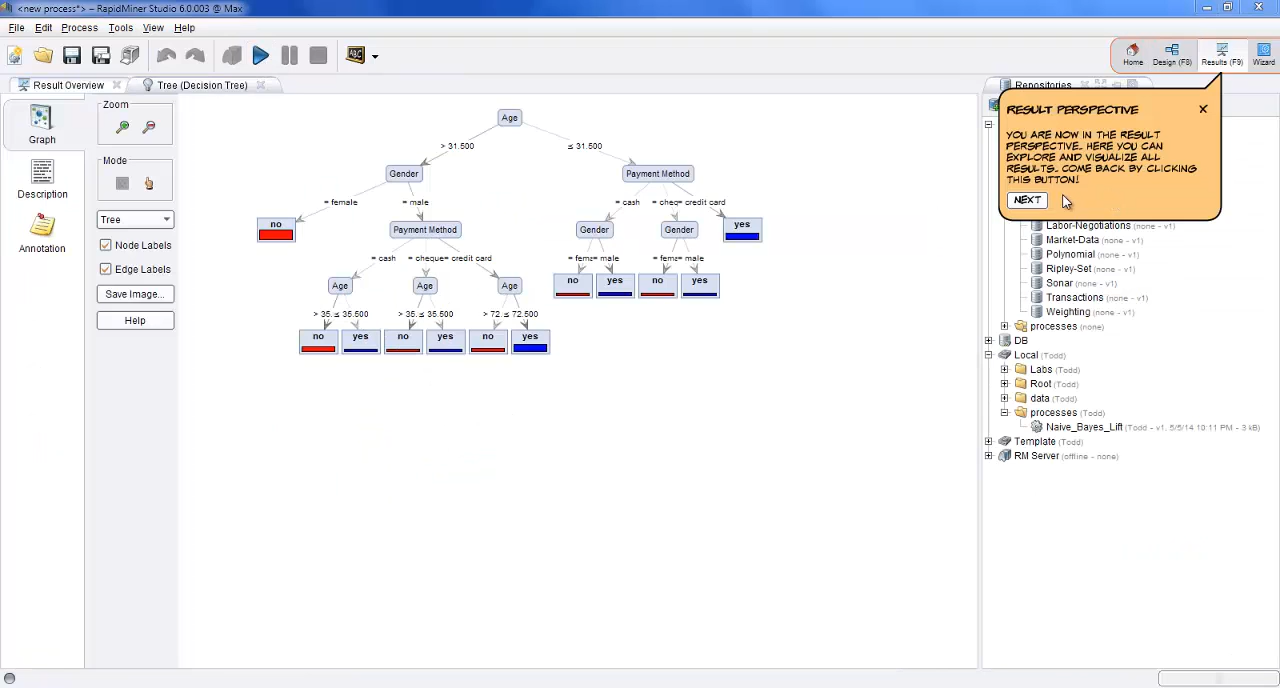 <new process*> – RapidMiner Studio 6.0.003 @ Max
File Edit Process Tools View Help
Home Design (F8) Results (F9) Wizard
Result Overview Tree (Decision Tree) Repositories
Graph
Description
Annotation
Zoom
Mode
Tree
Node Labels
Edge Labels
Save Image...
Help
Age
> 31.500 ≤ 31.500
Gender Payment Method
= female = male = cash = cheq= credit card
no Payment Method Gender Gender yes
= cash = cheque= credit card = fema= male = fema= male
Age Age Age no yes no yes
> 35.≤ 35.500 > 35.≤ 35.500 > 72.≤ 72.500
no yes no yes no yes
RESULT PERSPECTIVE
YOU ARE NOW IN THE RESULT
PERSPECTIVE. HERE YOU CAN
EXPLORE AND VISUALIZE ALL
RESULTS. COME BACK BY CLICKING
THIS BUTTON!
NEXT
Labor-Negotiations (none - v1)
Market-Data (none - v1)
Polynomial (none - v1)
Ripley-Set (none - v1)
Sonar (none - v1)
Transactions (none - v1)
Weighting (none - v1)
processes (none)
DB
Local (Todd)
Labs (Todd)
Root (Todd)
data (Todd)
processes (Todd)
Naive_Bayes_Lift (Todd - v1, 5/5/14 10:11 PM - 3 kB)
Template (Todd)
RM Server (offline - none)